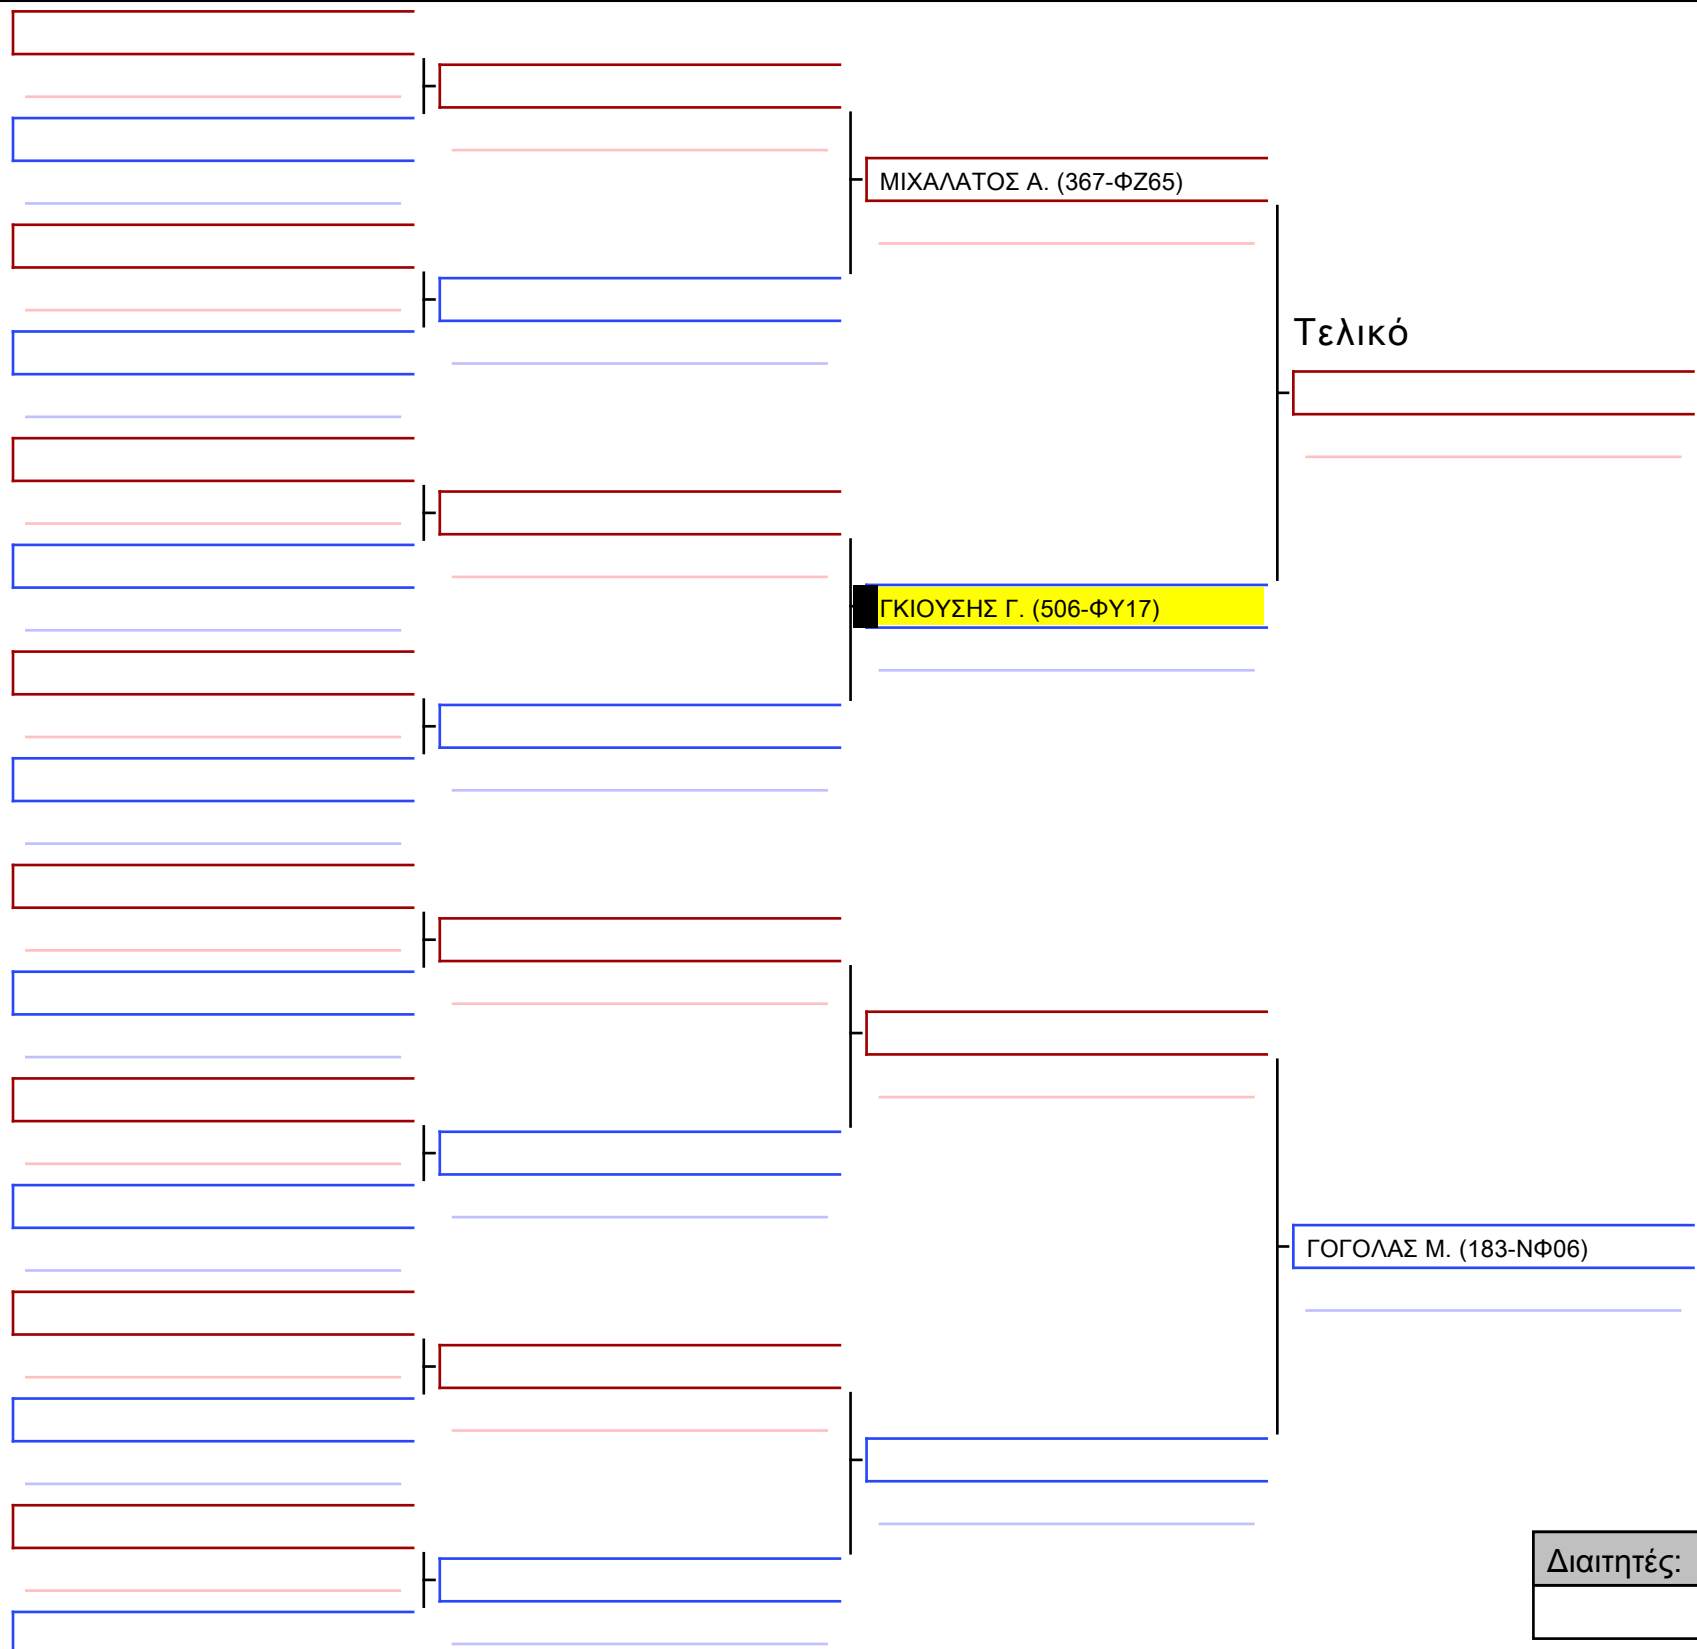 ΜΙΧΑΛΑΤΟΣ Α. (367-ΦΖ65)
Τελικό
ΓΚΙΟΥΣΗΣ Γ. (506-ΦΥ17)
ΓΟΓΟΛΑΣ Μ. (183-ΝΦ06)
Διαιτητές: